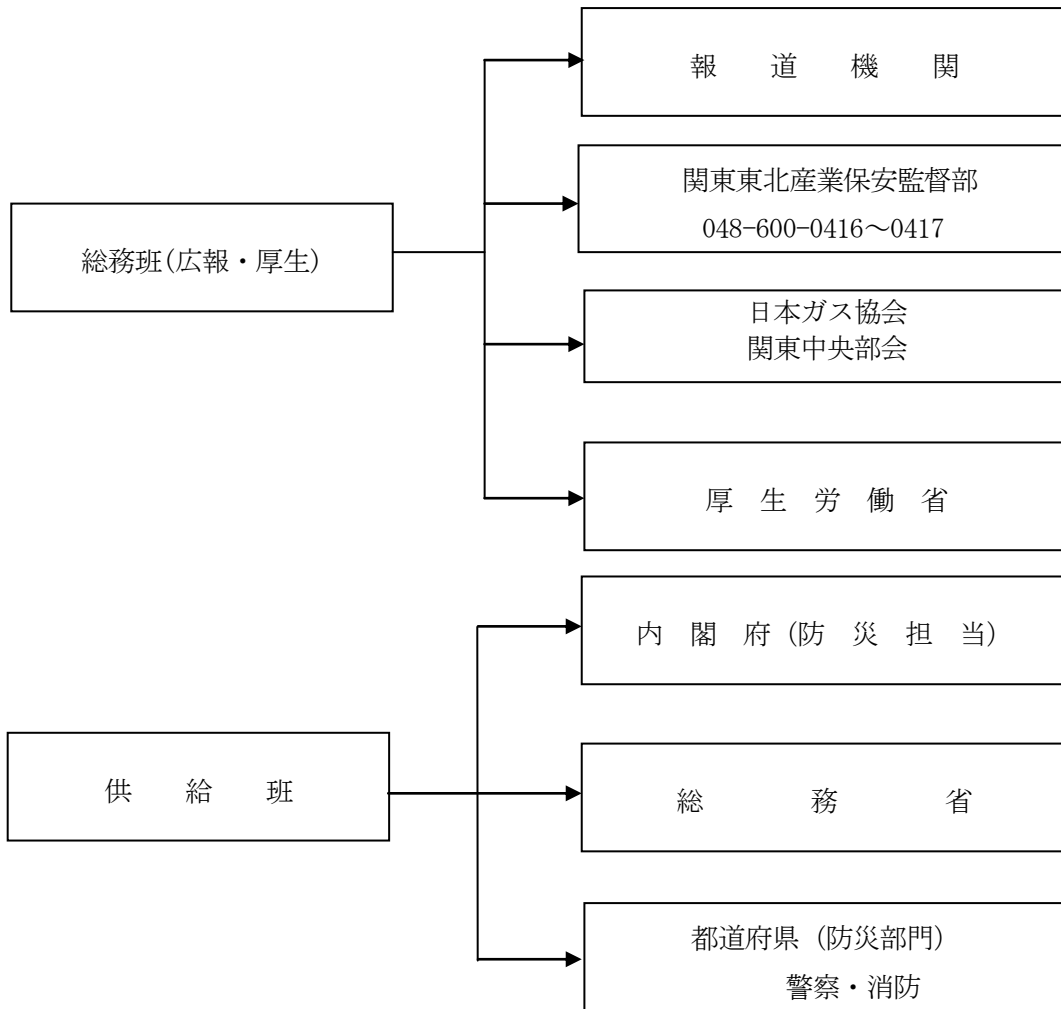 報　道　機　関
関東東北産業保安監督部
048-600-0416～0417
総務班(広報・厚生)
日本ガス協会
関東中央部会
厚　生　労　働　省
内　閣　府（防　災　担　当）
供　給　班
総　務　省
都道府県（防災部門）
警察・消防